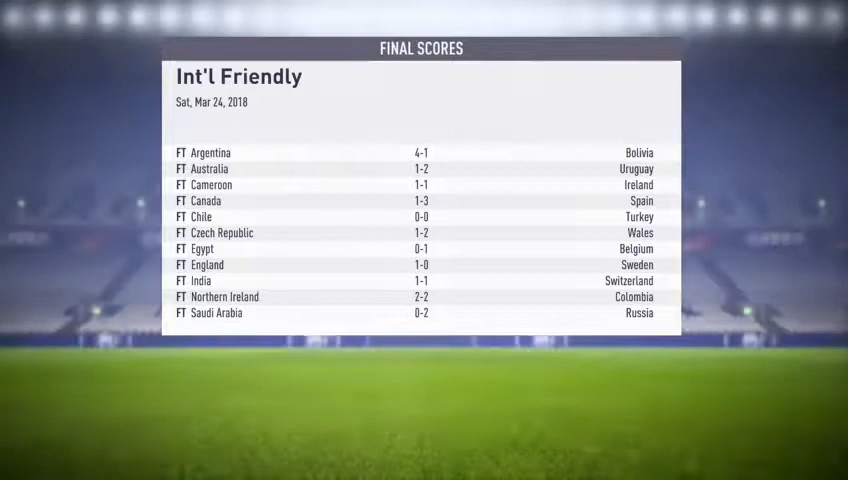 FINAL SCORES
Int'l Friendly
Sat, Mar 24, 2018
FT Argentina 4-1 Bolivia
FT Australia 1-2 Uruguay
FT Cameroon 1-1 Ireland
FT Canada 1-3 Spain
FT Chile 0-0 Turkey
FT Czech Republic 1-2 Wales
FT Egypt 0-1 Belgium
FT England 1-0 Sweden
FT India 1-1 Switzerland
FT Northern Ireland 2-2 Colombia
FT Saudi Arabia 0-2 Russia